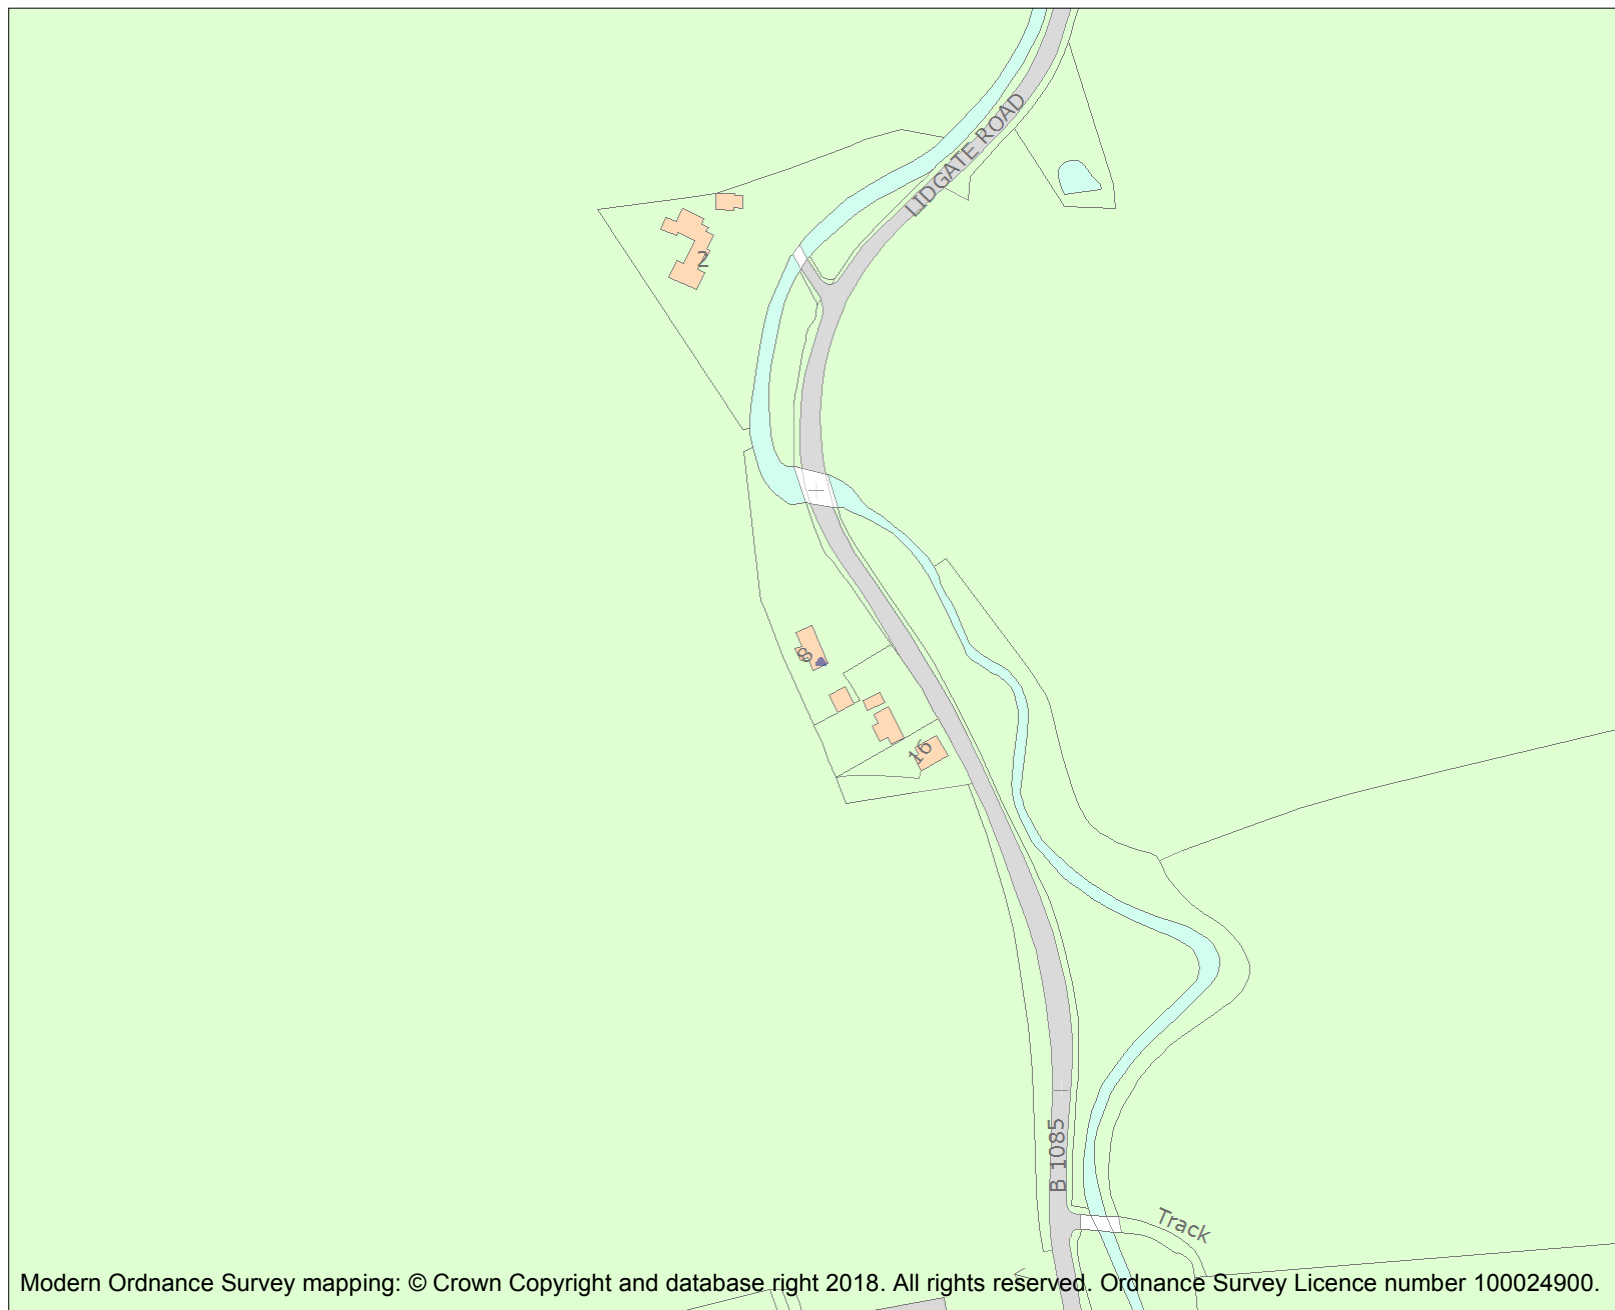 LIDGATE ROAD
2
8
16
B 1085
Track
Modern Ordnance Survey mapping: © Crown Copyright and database right 2018. All rights reserved. Ordnance Survey Licence number 100024900.